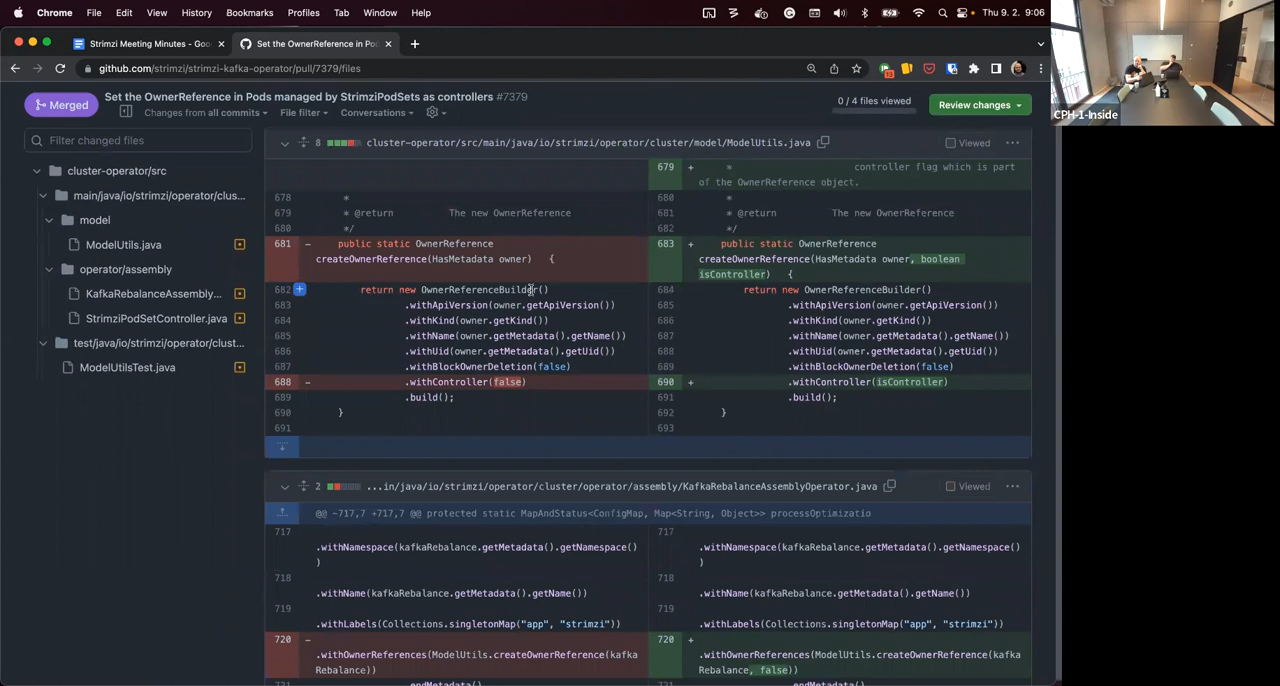 Chrome File Edit View History Bookmarks Profiles Tab Window Help Thu 9. 2. 9:06
Strimzi Meeting Minutes - Goo
Set the OwnerReference in Pod
github.com/strimzi/strimzi-kafka-operator/pull/7379/files
13
CPH-1-Inside
Merged
Set the OwnerReference in Pods managed by StrimziPodSets as controllers #7379
Changes from all commits File filter Conversations
0 / 4 files viewed
Review changes
Filter changed files
cluster-operator/src
main/java/io/strimzi/operator/clus...
model
ModelUtils.java
operator/assembly
KafkaRebalanceAssembly...
StrimziPodSetController.java
test/java/io/strimzi/operator/clust...
ModelUtilsTest.java
8 cluster-operator/src/main/java/io/strimzi/operator/cluster/model/ModelUtils.java Viewed
679 + * controller flag which is part
of the OwnerReference object.
678 * 680 *
679 * @return The new OwnerReference 681 * @return The new OwnerReference
680 */ 682 */
681 - public static OwnerReference 683 + public static OwnerReference
createOwnerReference(HasMetadata owner) { createOwnerReference(HasMetadata owner, boolean
isController) {
682 return new OwnerReferenceBuilder() 684 return new OwnerReferenceBuilder()
683 .withApiVersion(owner.getApiVersion()) 685 .withApiVersion(owner.getApiVersion())
684 .withKind(owner.getKind()) 686 .withKind(owner.getKind())
685 .withName(owner.getMetadata().getName()) 687 .withName(owner.getMetadata().getName())
686 .withUid(owner.getMetadata().getUid()) 688 .withUid(owner.getMetadata().getUid())
687 .withBlockOwnerDeletion(false) 689 .withBlockOwnerDeletion(false)
688 - .withController(false) 690 + .withController(isController)
689 .build(); 691 .build();
690 } 692 }
691 693
2 ...in/java/io/strimzi/operator/cluster/operator/assembly/KafkaRebalanceAssemblyOperator.java Viewed
@@ -717,7 +717,7 @@ protected static MapAndStatus<ConfigMap, Map<String, Object>> processOptimizatio
717 717
.withNamespace(kafkaRebalance.getMetadata().getNamespace() .withNamespace(kafkaRebalance.getMetadata().getNamespace()
) )
718 718
.withName(kafkaRebalance.getMetadata().getName()) .withName(kafkaRebalance.getMetadata().getName())
719 719
.withLabels(Collections.singletonMap("app", "strimzi")) .withLabels(Collections.singletonMap("app", "strimzi"))
720 - 720 +
.withOwnerReferences(ModelUtils.createOwnerReference(kafka .withOwnerReferences(ModelUtils.createOwnerReference(kafka
Rebalance)) Rebalance, false))
721 .endMetadata() 721 .endMetadata()